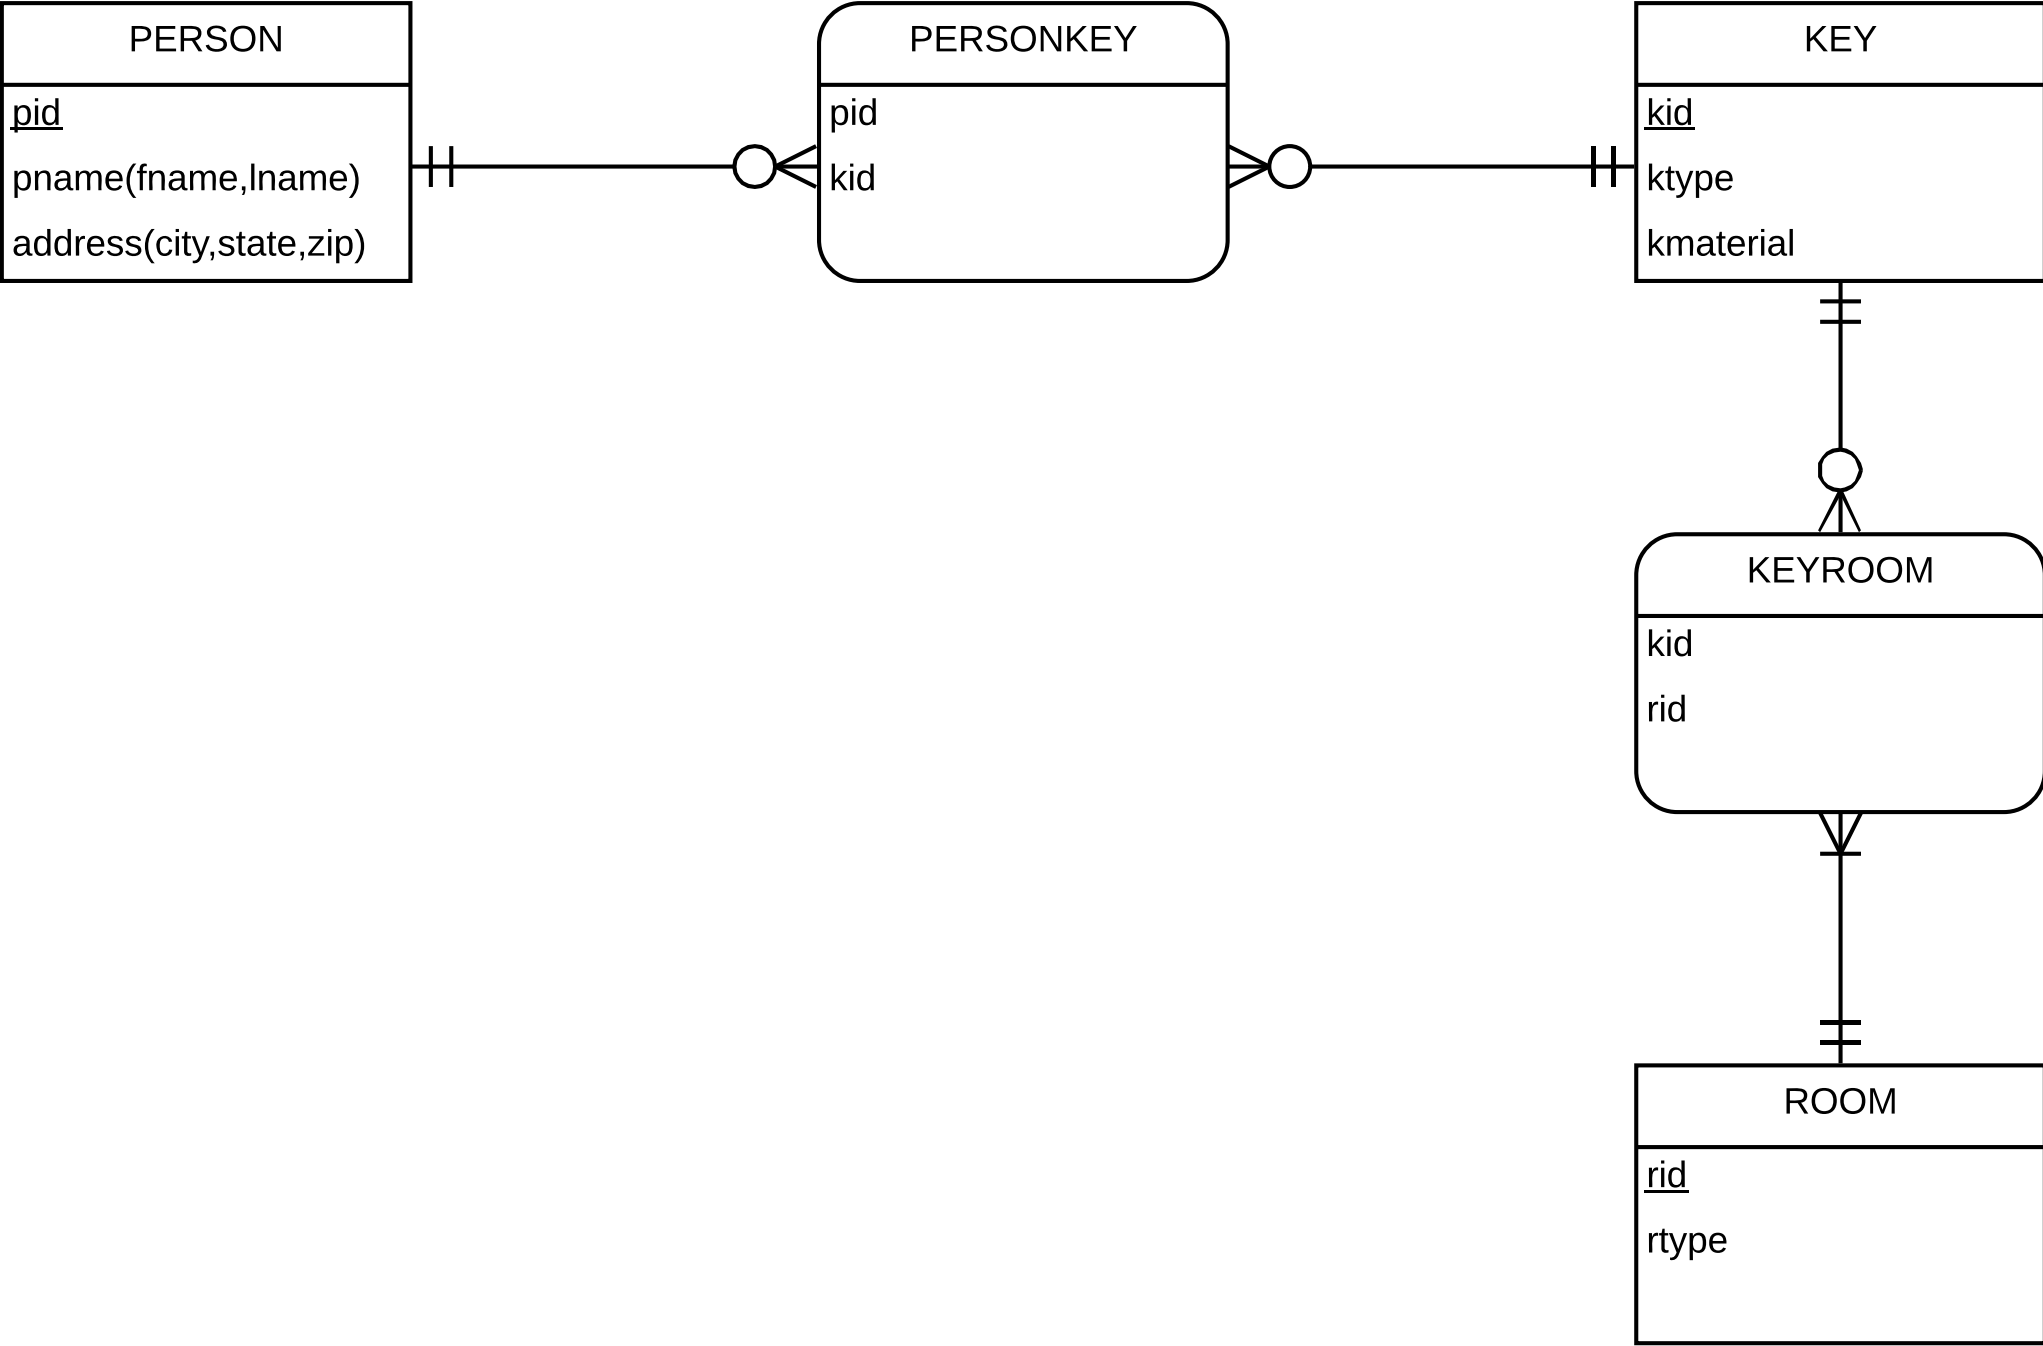 PERSON
pid
pname(fname,lname)
address(city,state,zip)
PERSONKEY
pid
kid
KEY
kid
ktype
kmaterial
KEYROOM
kid
rid
ROOM
rid
rtype